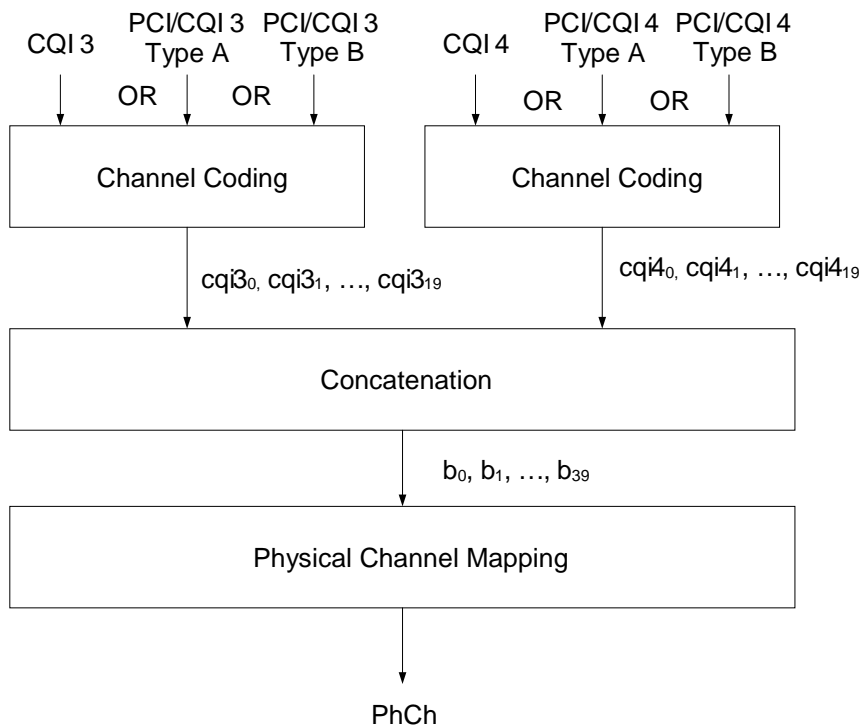 CQI 3
PCI/CQI 3
Type A
PCI/CQI 3
Type B
CQI 4
PCI/CQI 4
Type A
PCI/CQI 4
Type B
OR
OR
OR
OR
Channel Coding
Channel Coding
cqi3₀, cqi3₁, …, cqi3₁₉
cqi4₀, cqi4₁, …, cqi4₁₉
Concatenation
b₀, b₁, …, b₃₉
Physical Channel Mapping
PhCh